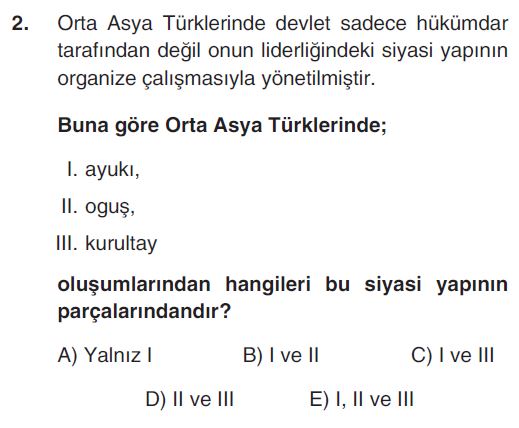 2. Orta Asya Türklerinde devlet sadece hükümdar
tarafından değil onun liderliğindeki siyasi yapının
organize çalışmasıyla yönetilmiştir.
Buna göre Orta Asya Türklerinde;
I. ayukı,
II. oguş,
III. kurultay
oluşumlarından hangileri bu siyasi yapının
parçalarındandır?
A) Yalnız I B) I ve II C) I ve III
D) II ve III E) I, II ve III